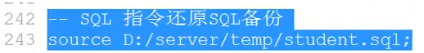 242 -- SQL 指令还原SQL备份
243 source D:/server/temp/student.sql;